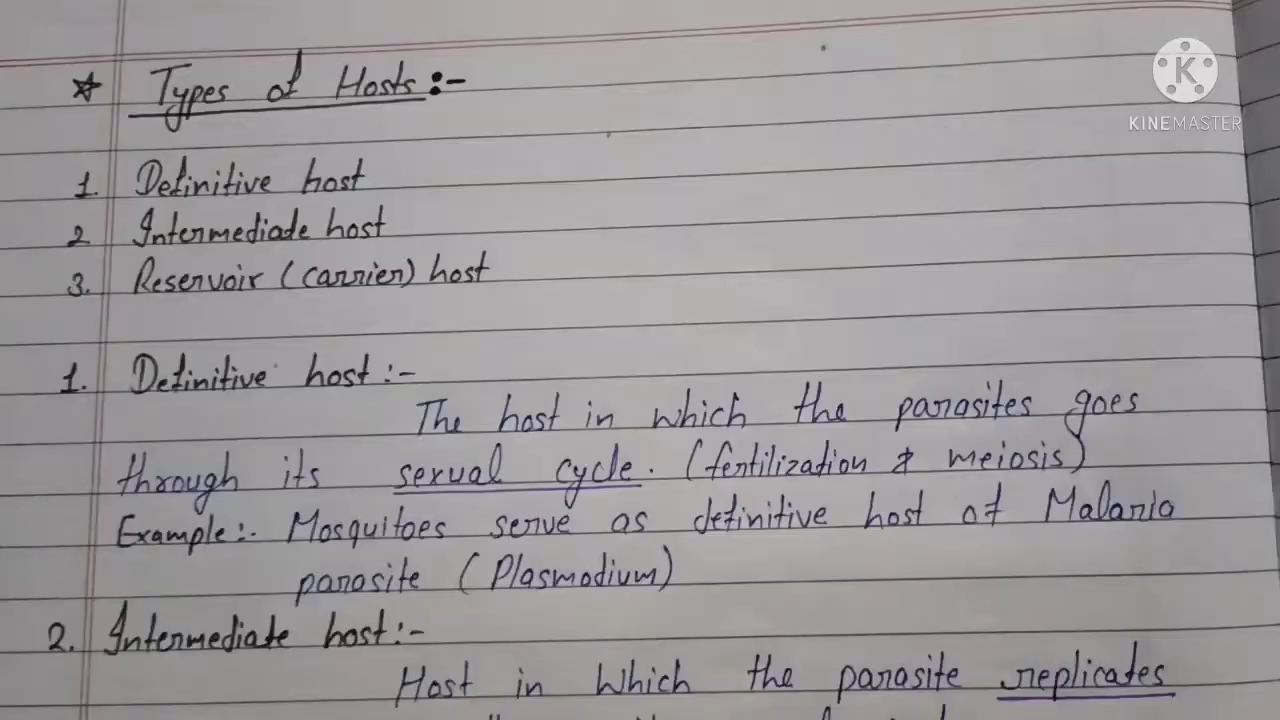 * Types of Hosts:-
K
KINEMASTER
1. Definitive host
2 Intermediate host
3. Reservoir (carrier) host
1. Definitive host:-
The host in which the parasites goes
through its sexual cycle. (fertilization & meiosis)
Example:- Mosquitoes serve as definitive host of Malaria
parasite (Plasmodium)
2. Intermediate host:-
Host in which the parasite replicates